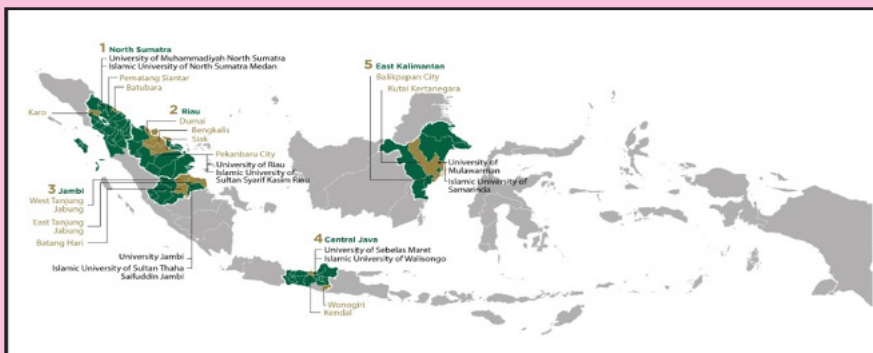 1 North Sumatra
University of Muhammadiyah North Sumatra
Islamic University of North Sumatra Medan
Pematang Siantar
Batubara
Karo
2 Riau
Dumai
Bengkalis
Siak
Pekanbaru City
University of Riau
Islamic University of
Sultan Syarif Kasim Riau
3 Jambi
West Tanjung
Jabung
East Tanjung
Jabung
Batang Hari
University Jambi
Islamic University of Sultan Thaha
Saifuddin Jambi
4 Central Java
University of Sebelas Maret
Islamic University of Walisongo
Wonogiri
Kendal
5 East Kalimantan
Balikpapan City
Kutai Kertanegara
University of
Mulawarman
Islamic University of
Samarinda